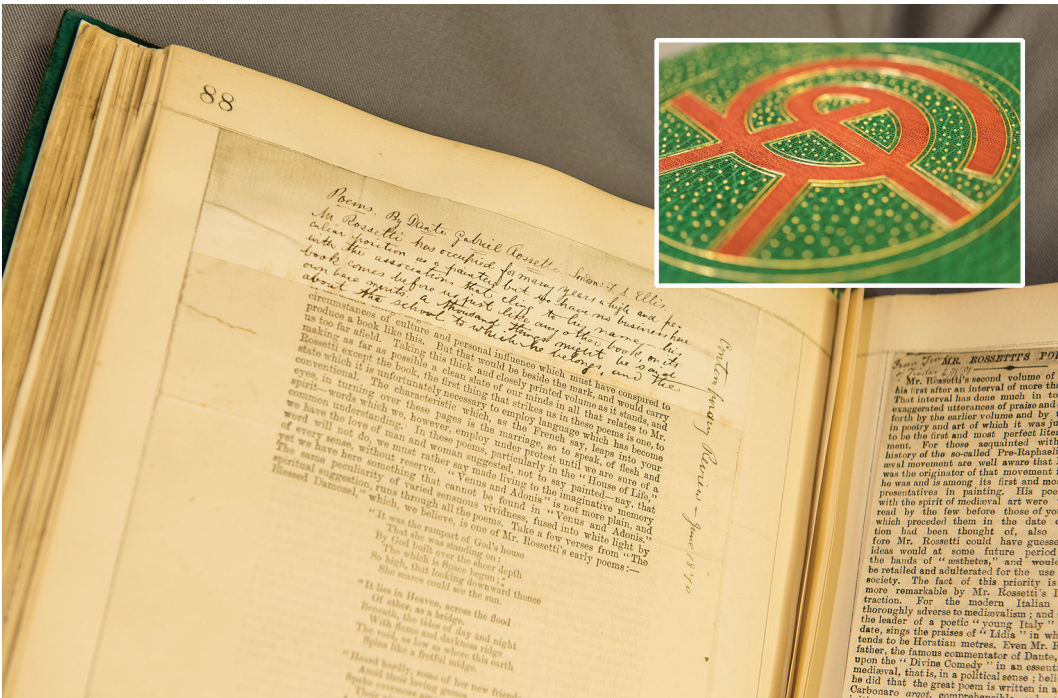 88
Poems. By Dante Gabriel Rossetti. London: F. S. Ellis.
Mr. Rossetti has occupied for many years a high and pe-
culiar position as a painter, but we have no business here
with the associations that cling to his name. his
book comes before us just like any other book, on its
own bare merits. A thousand things might be said
about the school to which he belongs, and the
circumstances of culture and personal influence which must have conspired to
produce a book like this. But that would be beside the mark, and would carry
us too far afield. Taking this thick and closely printed volume as it stands, and
making as far as possible a clean slate of our minds in all that relates to Mr.
Rossetti except the book, the first thing that strikes us in these poems is one, to
state which it is unfortunately necessary to employ language which has become
conventional. The characteristic which, as the French say, leaps into your
eyes, in turning over these pages is the marriage, so to speak, of flesh and
spirit—words which we, however, employ under protest until we are sure of a
common understanding. In these poems, particularly in the "House of Life,"
we have the love of man and woman suggested, not to say painted—nay, that
word will not do, we must rather say made living to the imaginative memory
of every sense, without reserve. "Venus and Adonis" is not more plain, and
yet we have here something that cannot be found in "Venus and Adonis."
The same peculiarity of varied sensuous vividness, fused into white light by
spiritual suggestion, runs through all the poems. Take a few verses from "The
Blessed Damozel," which, we believe, is one of Mr. Rossetti's early poems:—
"It was the rampart of God's house
That she was standing on;
By God built over the sheer depth
The which is Space begun;
So high, that looking downward thence
She scarce could see the sun.
"It lies in Heaven, across the flood
Of ether, as a bridge.
Beneath, the tides of day and night
With flame and darkness ridge
The void, as low as where this earth
Spins like a fretful midge.
"Heard hardly, some of her new friends
Amid their loving games
Spake evermore
Contemporary Review — June 1870
MR. ROSSETTI'S PO
Mr. Rossetti's second volume of
his first after an interval of more th
That interval has done much in to
exaggerated utterances of praise and
forth by the earlier volume and by
in poetry and art of which it was ju
to be the first and most perfect lite
ment. For those acquainted with
history of the so-called Pre-Raphaeli
æval movement are well aware that
was the originator of that movement
he was and is among its first and mos
presentatives in painting. His poe
with the spirit of mediæval art were
read by the few before those of yo
which preceded them in the date
tion had been thought of, also
fore Mr. Rossetti could have guesse
ideas would at some future period
the hands of "æsthetes," and would
be retailed and adulterated for the use
society. The fact of this priority is
more remarkable by Mr. Rossetti's I
traction. For the modern Italian
thoroughly adverse to mediævalism; and
the leader of a poetic "young Italy"
date, sings the praises of "Lidia" in wh
tends to be Horatian metres. Even Mr. R
father, the famous commentator of Dante,
upon the "Divine Comedy" in an essent
mediæval, that is, in a political sense; beli
he did that the great poem is written in a
Carbonaro argot, comprehensible